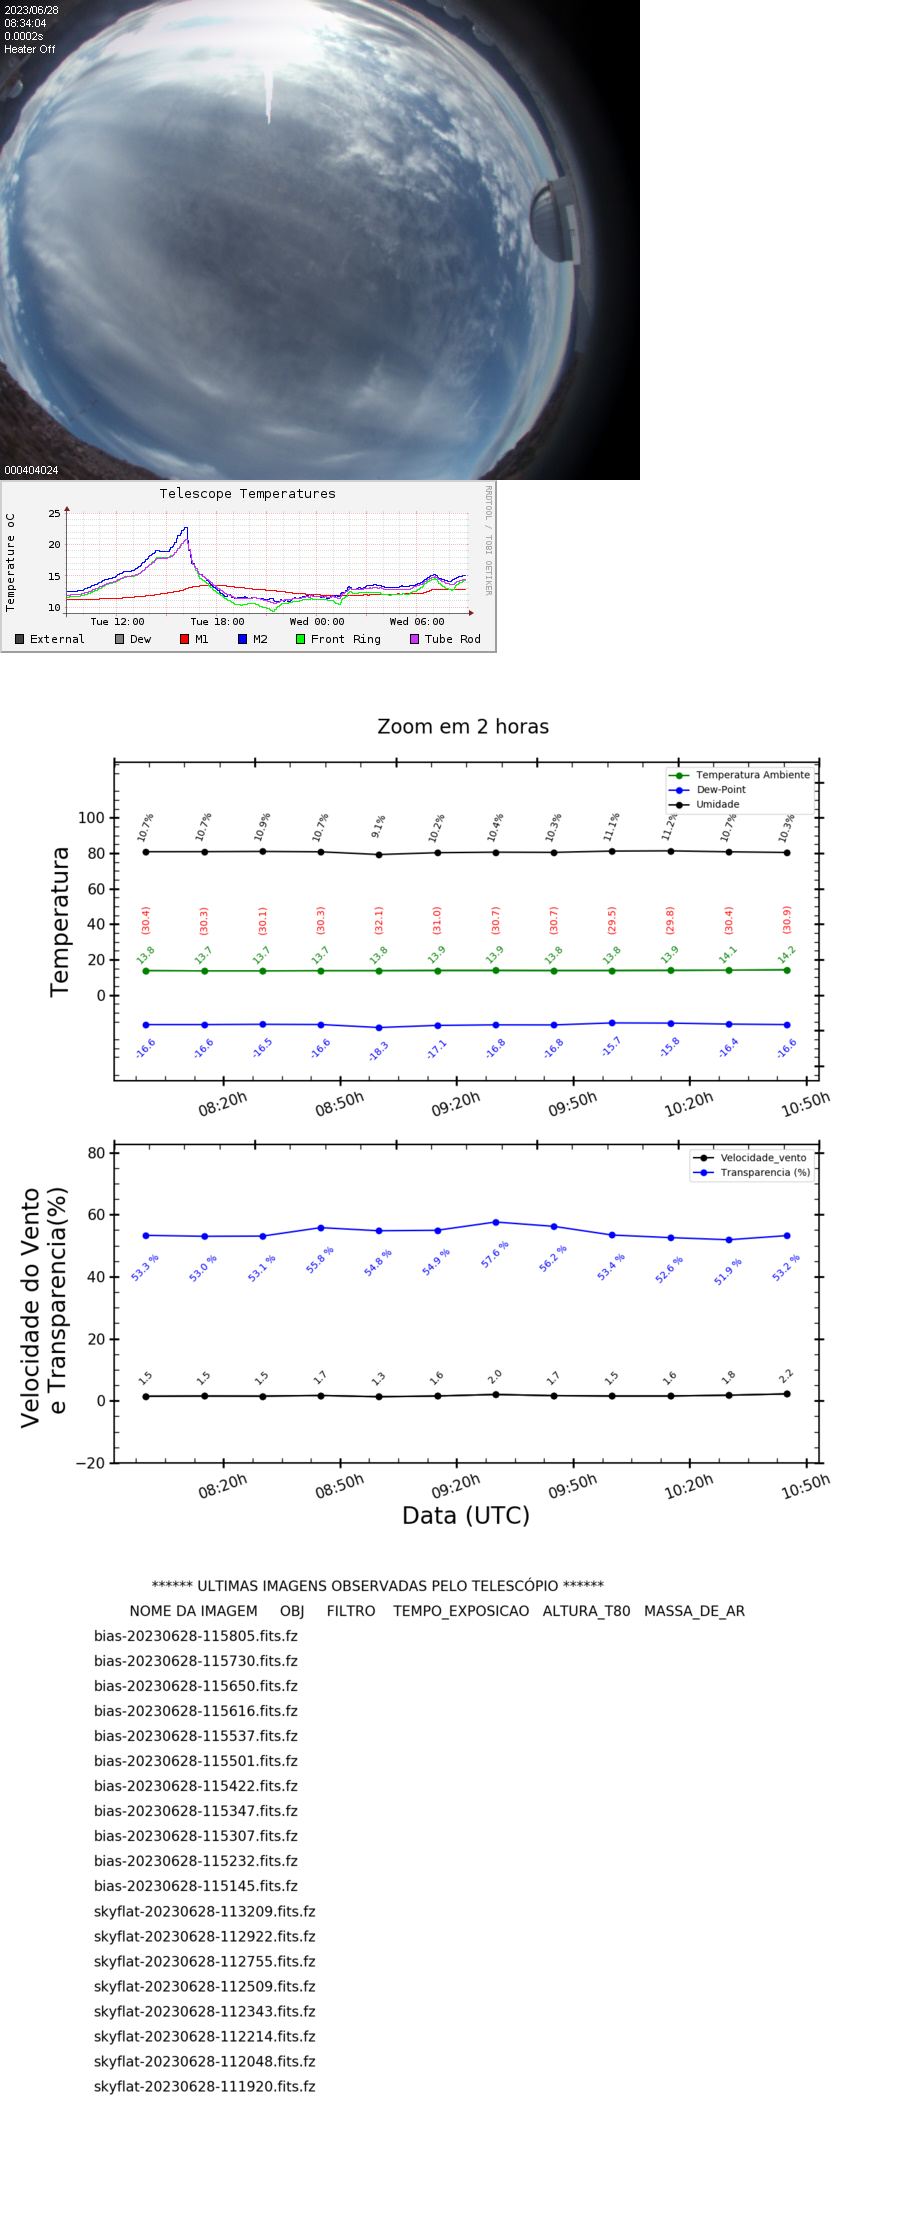 2023/06/28
08:34:04
0.0002s
Heater Off
000404024
Telescope Temperatures
RRDTOOL / TOBI OETIKER
Temperature oC
25
20
15
10
Tue 12:00 Tue 18:00 Wed 00:00 Wed 06:00
External Dew M1 M2 Front Ring Tube Rod
Zoom em 2 horas
Temperatura Ambiente
Dew-Point
Umidade
Temperatura
100
80
60
40
20
0
10.7% 10.7% 10.9% 10.7% 9.1% 10.2% 10.4% 10.3% 11.1% 11.2% 10.7% 10.3%
(30.4) (30.3) (30.1) (30.3) (32.1) (31.0) (30.7) (30.7) (29.5) (29.8) (30.4) (30.9)
13.8 13.7 13.7 13.7 13.8 13.9 13.9 13.8 13.8 13.9 14.1 14.2
-16.6 -16.6 -16.5 -16.6 -18.3 -17.1 -16.8 -16.8 -15.7 -15.8 -16.4 -16.6
08:20h 08:50h 09:20h 09:50h 10:20h 10:50h
Velocidade_vento
Transparencia (%)
Velocidade do Vento
e Transparencia(%)
80
60
40
20
0
−20
53.3 % 53.0 % 53.1 % 55.8 % 54.8 % 54.9 % 57.6 % 56.2 % 53.4 % 52.6 % 51.9 % 53.2 %
1.5 1.5 1.5 1.7 1.3 1.6 2.0 1.7 1.5 1.6 1.8 2.2
08:20h 08:50h 09:20h 09:50h 10:20h 10:50h
Data (UTC)
****** ULTIMAS IMAGENS OBSERVADAS PELO TELESCÓPIO ******
NOME DA IMAGEM OBJ FILTRO TEMPO_EXPOSICAO ALTURA_T80 MASSA_DE_AR
bias-20230628-115805.fits.fz
bias-20230628-115730.fits.fz
bias-20230628-115650.fits.fz
bias-20230628-115616.fits.fz
bias-20230628-115537.fits.fz
bias-20230628-115501.fits.fz
bias-20230628-115422.fits.fz
bias-20230628-115347.fits.fz
bias-20230628-115307.fits.fz
bias-20230628-115232.fits.fz
bias-20230628-115145.fits.fz
skyflat-20230628-113209.fits.fz
skyflat-20230628-112922.fits.fz
skyflat-20230628-112755.fits.fz
skyflat-20230628-112509.fits.fz
skyflat-20230628-112343.fits.fz
skyflat-20230628-112214.fits.fz
skyflat-20230628-112048.fits.fz
skyflat-20230628-111920.fits.fz